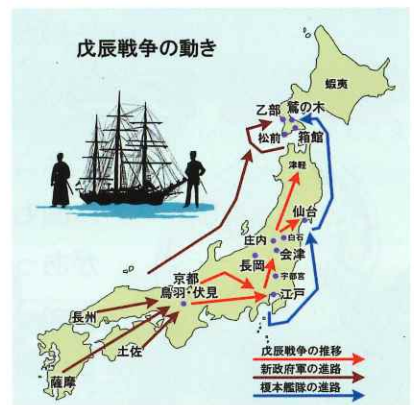 戊辰戦争の動き
蝦夷
乙部
鷲の木
松前
箱館
津軽
仙台
庄内
白石
会津
長岡
宇都宮
京都
鳥羽・伏見
江戸
長州
土佐
薩摩
戊辰戦争の推移
新政府軍の進路
榎本艦隊の進路